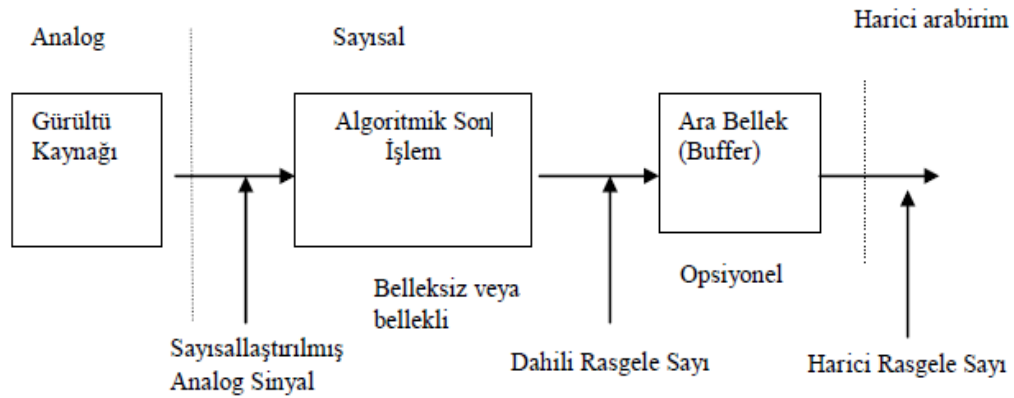 Harici arabirim
Analog
Sayısal
Gürültü
Kaynağı
Algoritmik Son
İşlem
Ara Bellek
(Buffer)
Opsiyonel
Belleksiz veya
bellekli
Sayısallaştırılmış
Analog Sinyal
Dahili Rasgele Sayı
Harici Rasgele Sayı